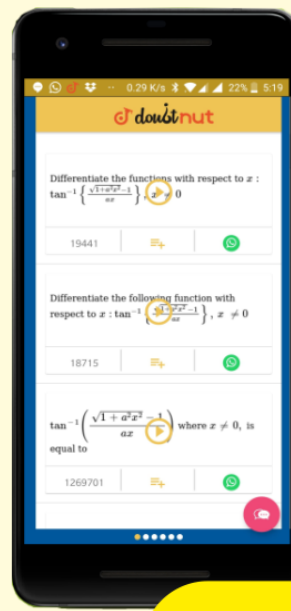 0.29 K/s 22% 5:19
doubtnut
Differentiate the functions with respect to x :
tan⁻¹ { (√(1+a²x²)−1)/(ax) }, x ≠ 0
19441
Differentiate the following function with
respect to x : tan⁻¹ { (√(1+a²x²)−1)/(ax) }, x ≠ 0
18715
tan⁻¹ ( (√(1 + a²x²) − 1)/(ax) ) where x ≠ 0, is
equal to
1269701